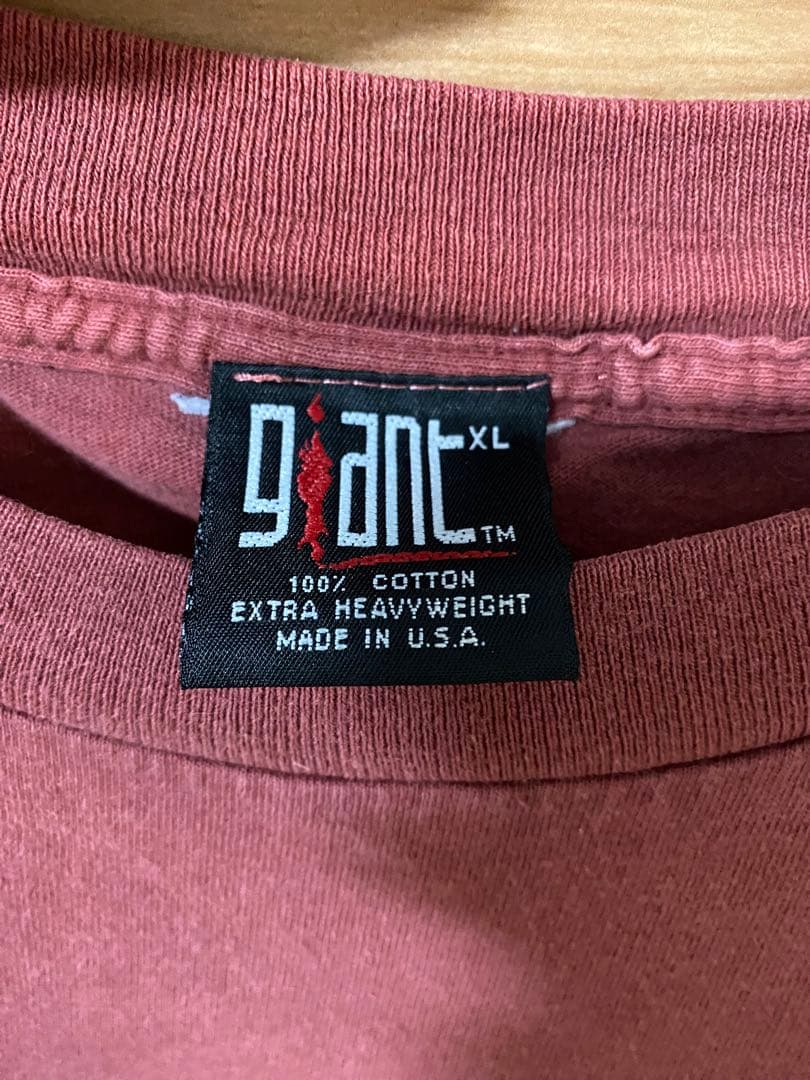 giant XL
TM
100% COTTON
EXTRA HEAVYWEIGHT
MADE IN U.S.A.